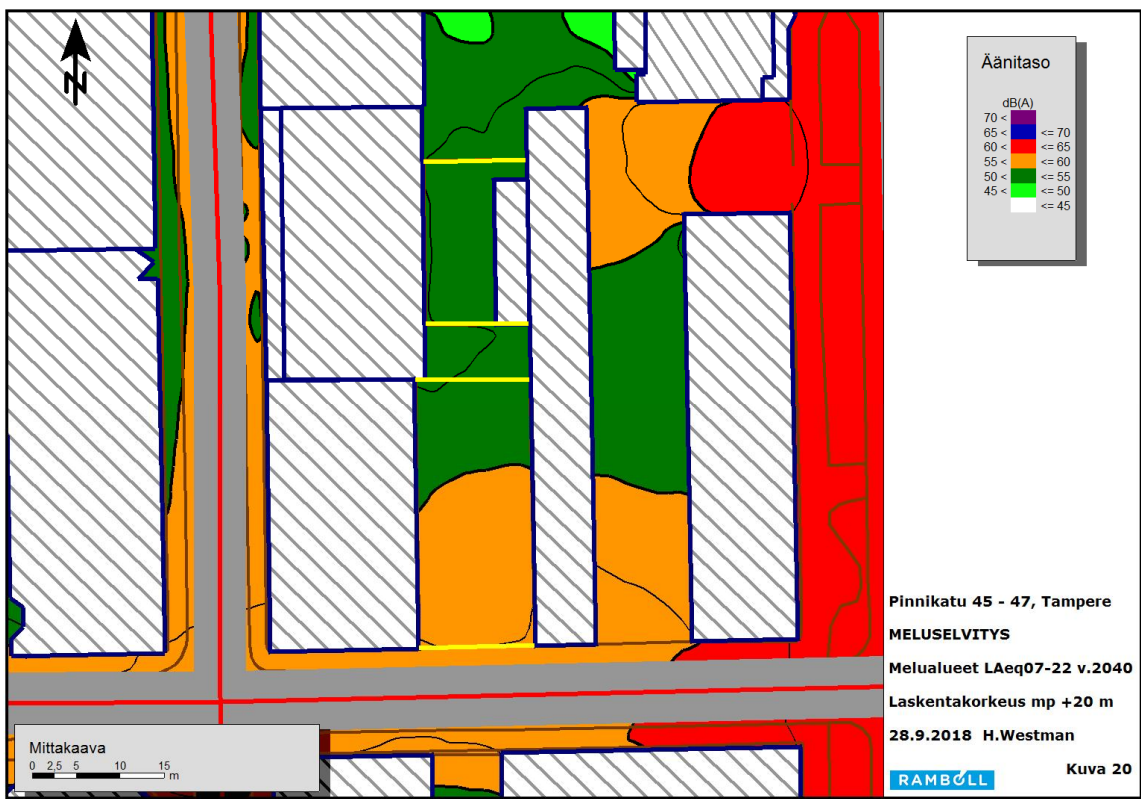 N
Äänitaso
dB(A)
70 <
65 < <= 70
60 < <= 65
55 < <= 60
50 < <= 55
45 < <= 50
<= 45
Pinnikatu 45 - 47, Tampere
MELUSELVITYS
Melualueet LAeq07-22 v.2040
Laskentakorkeus mp +20 m
28.9.2018 H.Westman
Kuva 20
RAMBOLL
Mittakaava
0 2,5 5 10 15
m